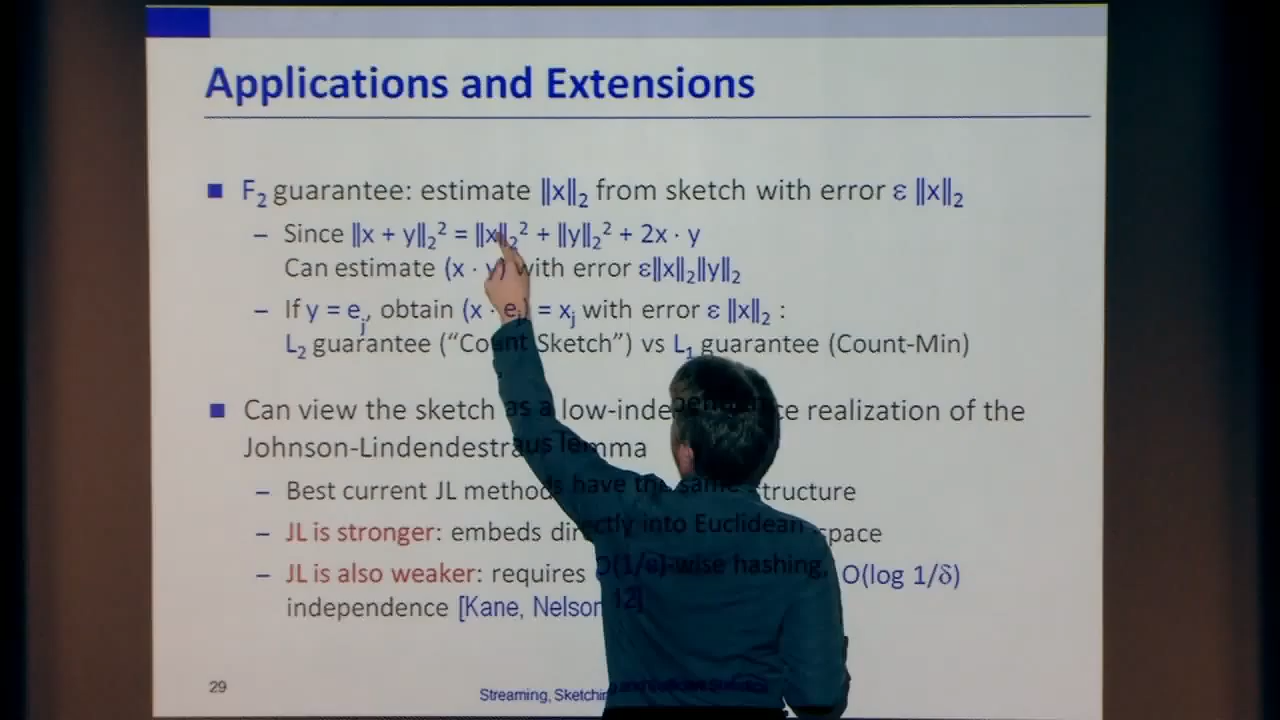 Applications and Extensions
■ F₂ guarantee: estimate ‖x‖₂ from sketch with error ε ‖x‖₂
– Since ‖x + y‖₂² = ‖x‖₂² + ‖y‖₂² + 2x · y
Can estimate (x · y) with error ε‖x‖₂‖y‖₂
– If y = eⱼ, obtain (x · eⱼ) = xⱼ with error ε ‖x‖₂ :
L₂ guarantee (“Count Sketch”) vs L₁ guarantee (Count-Min)
■ Can view the sketch as a low-independence realization of the
Johnson-Lindendestraus lemma
– Best current JL methods have the same structure
– JL is stronger: embeds directly into Euclidean space
– JL is also weaker: requires O(1/ε)-wise hashing, O(log 1/δ)
independence [Kane, Nelson 12]
29
Streaming, Sketching and